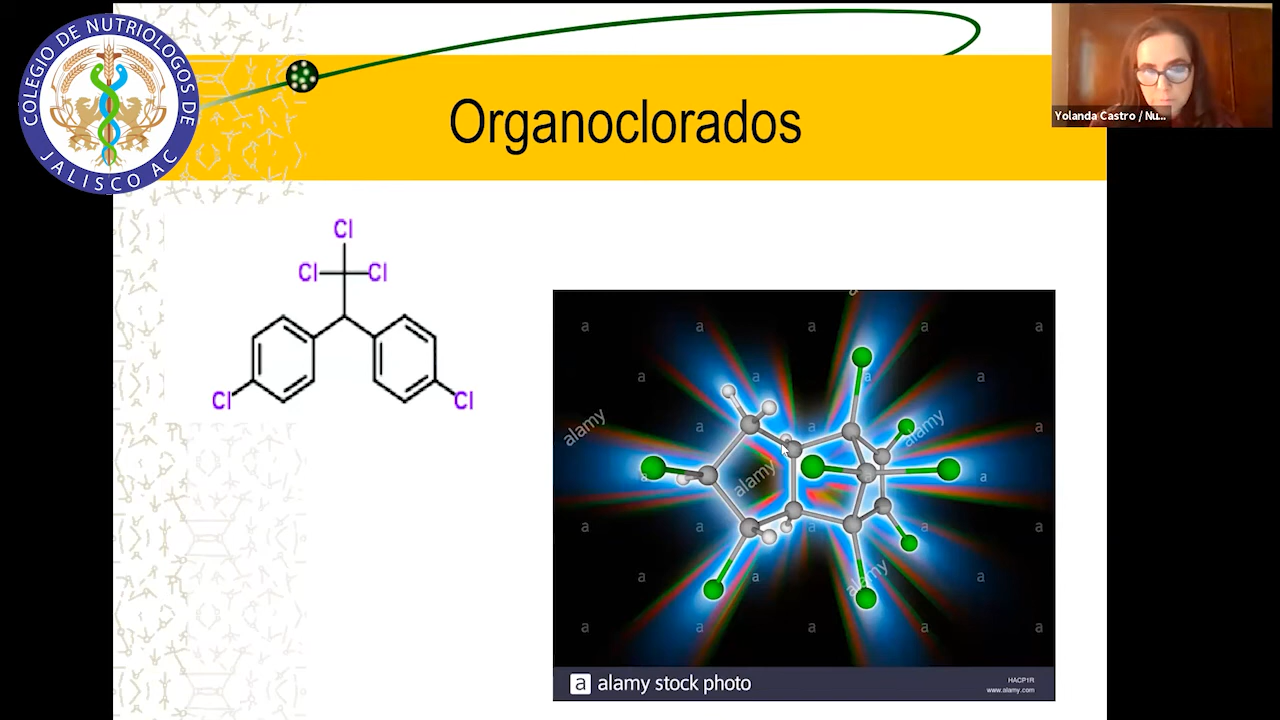 COLEGIO DE NUTRIOLOGOS DE
JALISCO AC
Organoclorados
Yolanda Castro / Nu...
Cl
Cl
Cl
Cl
Cl
a
a a a a a
a a a
a a a
alamy
alamy
alamy
a
a a a a a
a a a
alamy
a a a a a
a alamy stock photo
HACP1R
www.alamy.com